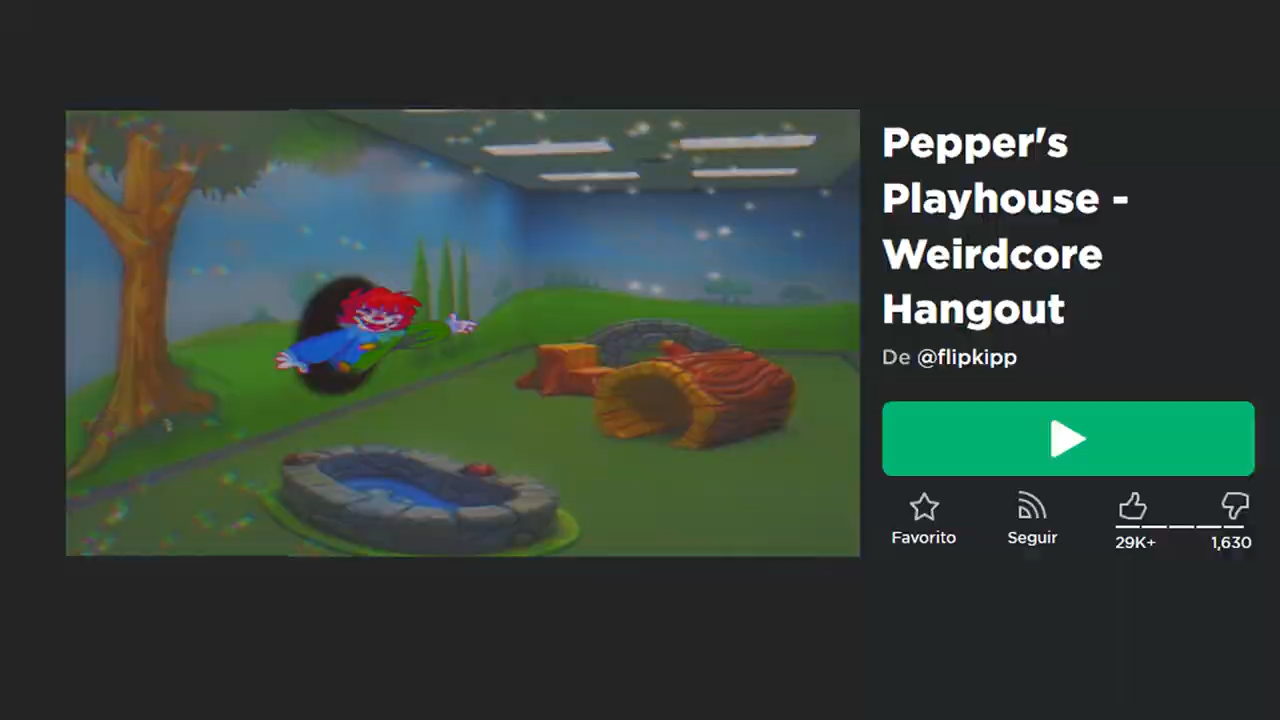 Pepper's
Playhouse -
Weirdcore
Hangout
De @flipkipp
Favorito
Seguir
29K+
1,630